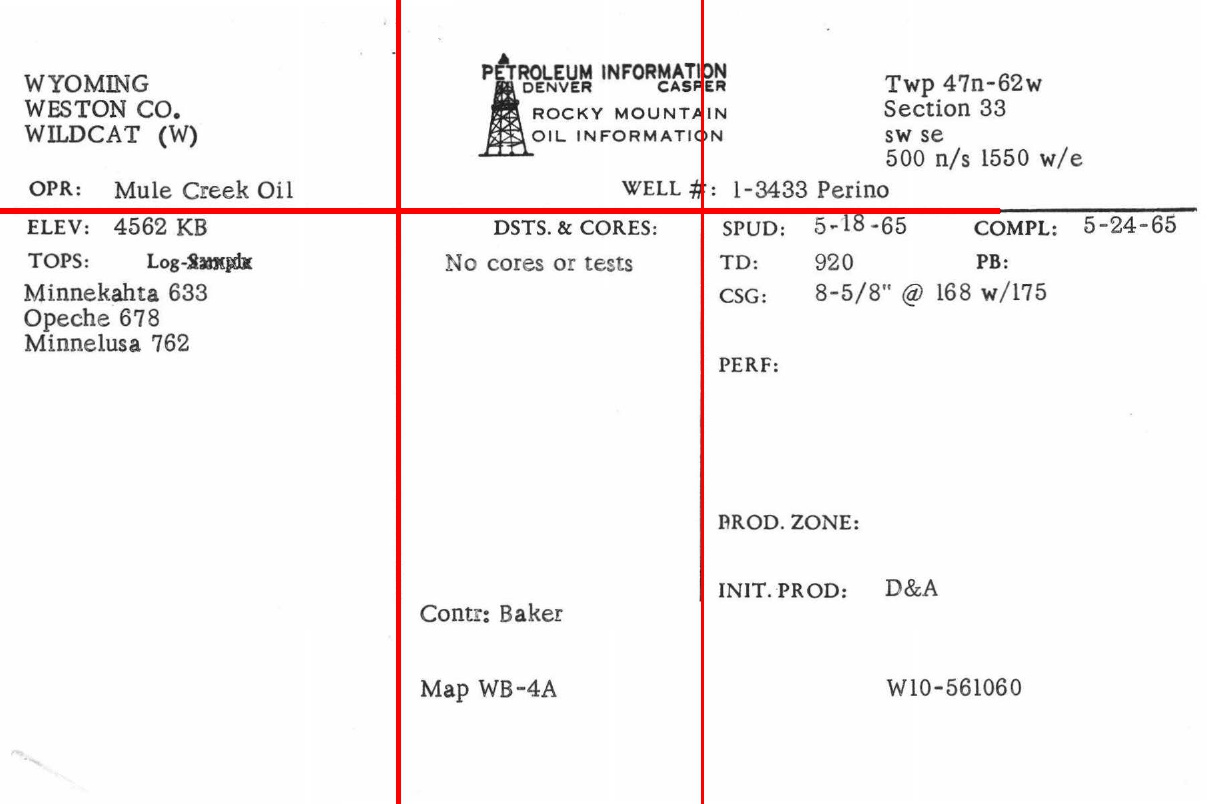 WYOMING
WESTON CO.
WILDCAT (W)
PETROLEUM INFORMATION
DENVER CASPER
ROCKY MOUNTAIN
OIL INFORMATION
Twp 47n-62w
Section 33
sw se
500 n/s 1550 w/e
OPR: Mule Creek Oil
WELL #: 1-3433 Perino
ELEV: 4562 KB
TOPS: Log-Sample
Minnekahta 633
Opeche 678
Minnelusa 762
DSTS. & CORES:
No cores or tests
Contr: Baker
Map WB-4A
SPUD: 5-18-65 COMPL: 5-24-65
TD: 920 PB:
CSG: 8-5/8" @ 168 w/175
PERF:
PROD. ZONE:
INIT. PROD: D&A
W10-561060